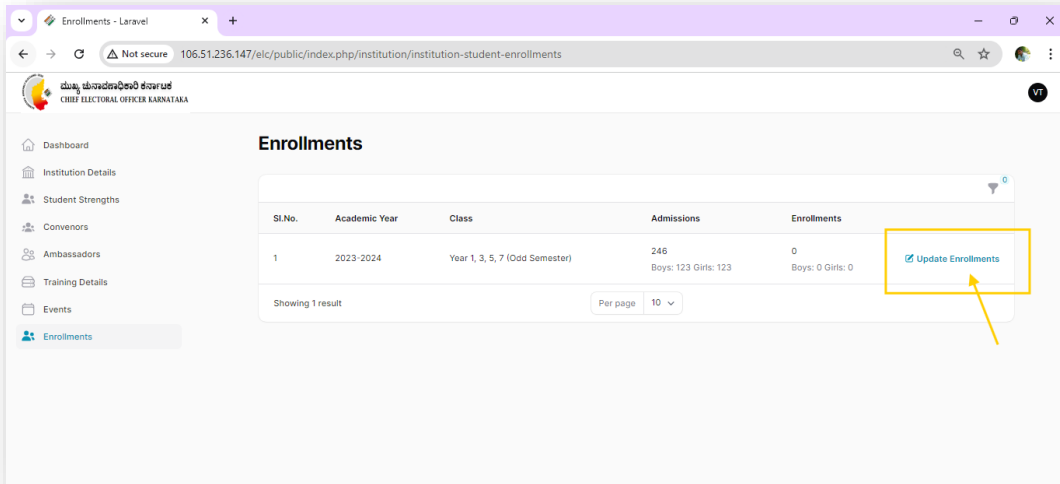 Enrollments - Laravel
Not secure 106.51.236.147/elc/public/index.php/institution/institution-student-enrollments
ಮುಖ್ಯ ಚುನಾವಣಾಧಿಕಾರಿ ಕರ್ನಾಟಕ
CHIEF ELECTORAL OFFICER KARNATAKA
VT
Dashboard
Institution Details
Student Strengths
Convenors
Ambassadors
Training Details
Events
Enrollments
Enrollments
0
Sl.No. Academic Year Class Admissions Enrollments
1 2023-2024 Year 1, 3, 5, 7 (Odd Semester) 246 0 Update Enrollments
Boys: 123 Girls: 123 Boys: 0 Girls: 0
Showing 1 result Per page 10